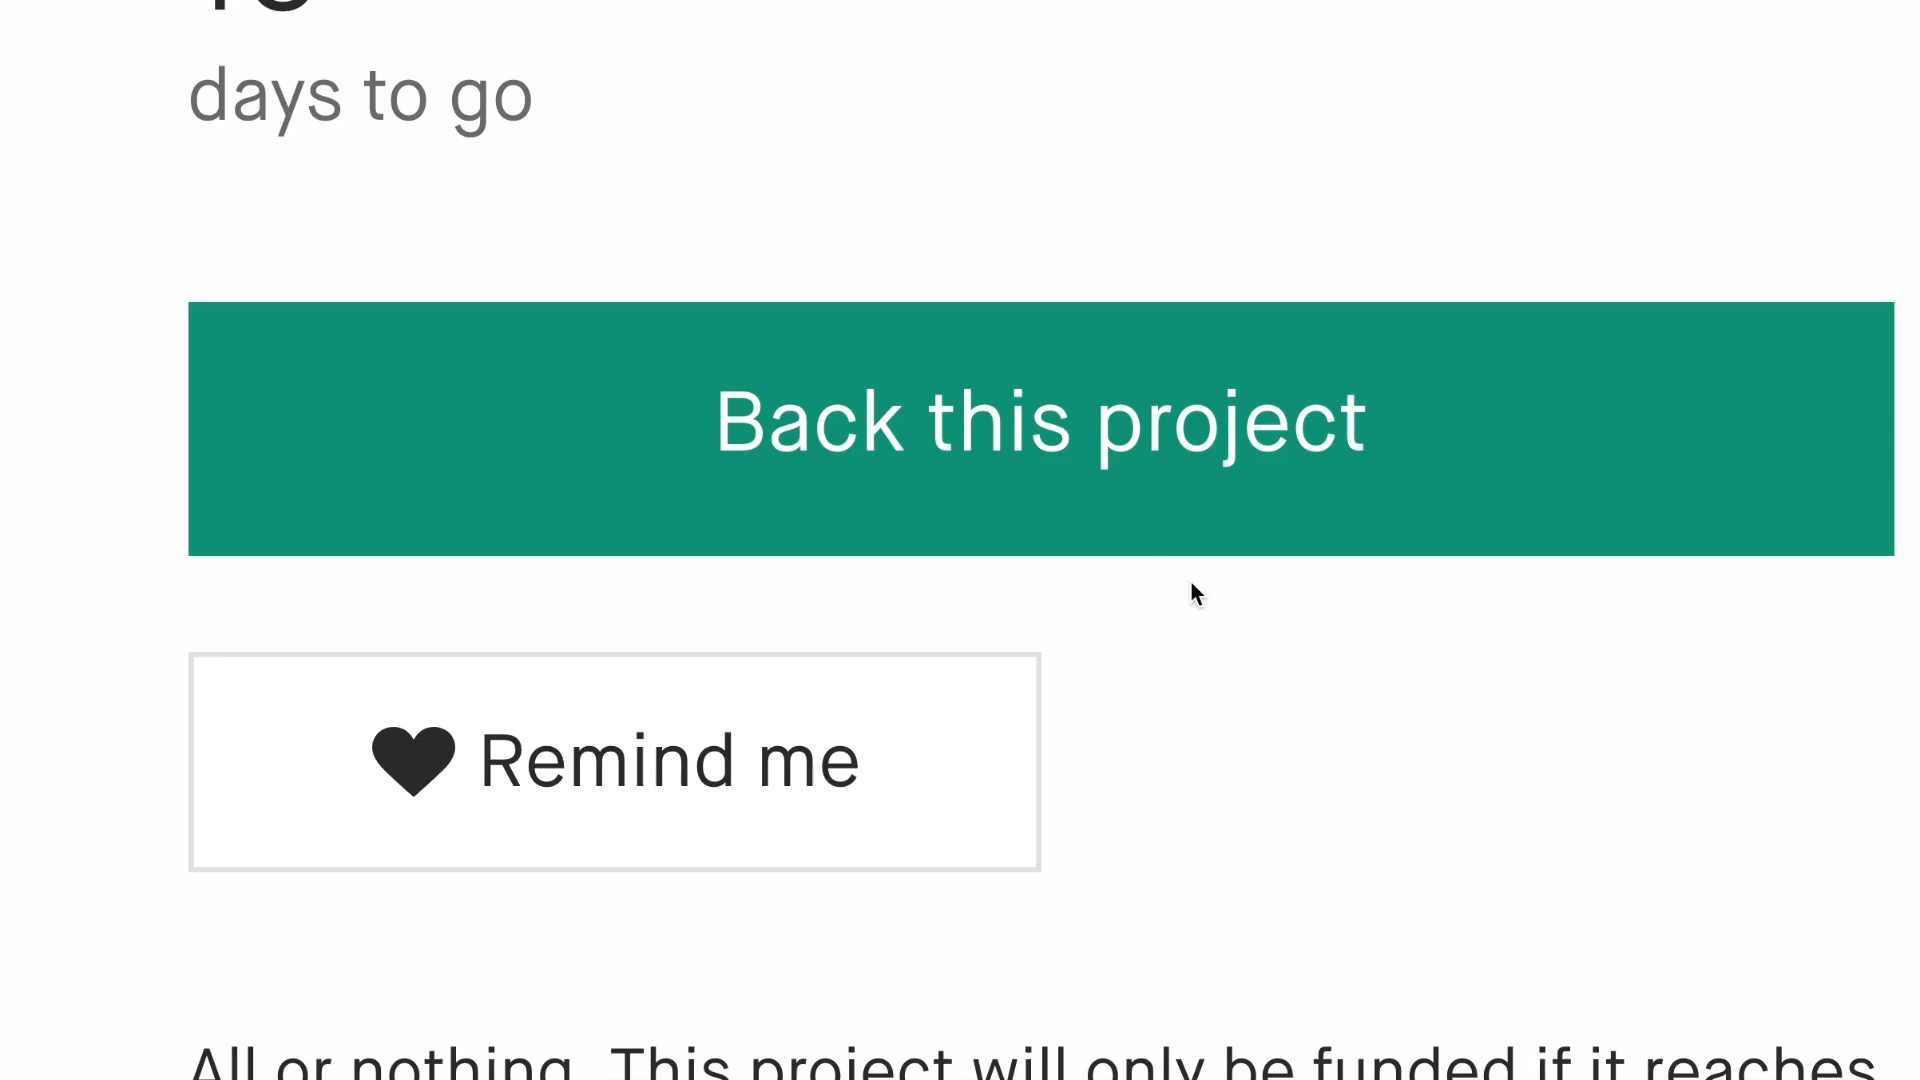 days to go
Back this project
Remind me
All or nothing. This project will only be funded if it reaches